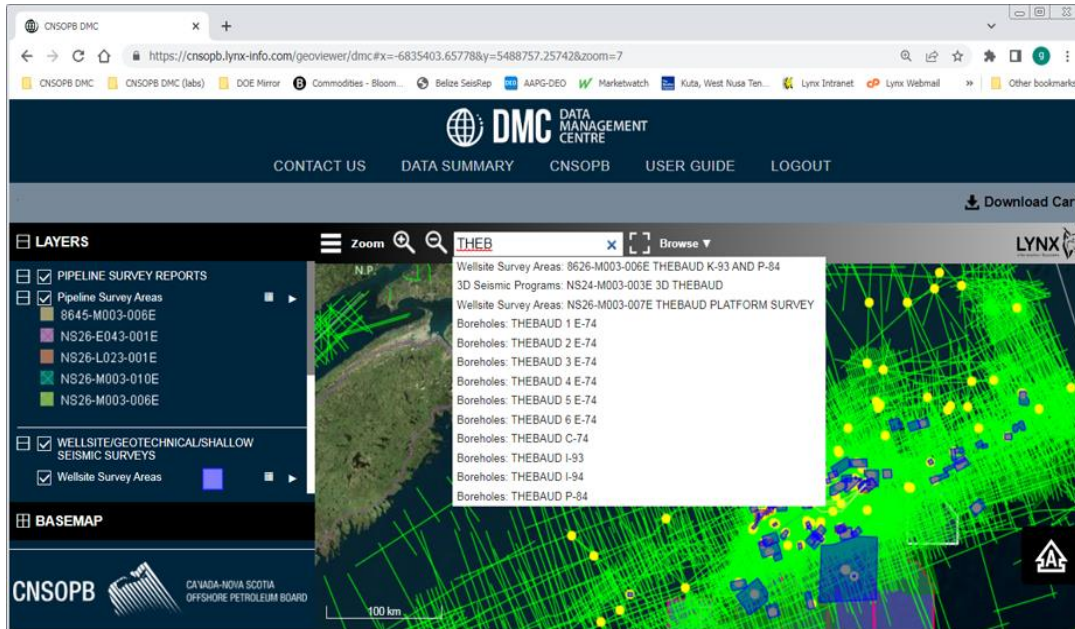 CNSOPB DMC
https://cnsopb.lynx-info.com/geoviewer/dmc#x=-6835403.65778&y=5488757.25742&zoom=7
g
CNSOPB DMC
CNSOPB DMC (labs)
DOE Mirror
Commodities - Bloom...
Belize SeisRep
AAPG-DEO
Marketwatch
Kuta, West Nusa Ten...
Lynx Intranet
Lynx Webmail
»
Other bookmarks
DMC DATA
MANAGEMENT
CENTRE
CONTACT US DATA SUMMARY CNSOPB USER GUIDE LOGOUT
Download Car
LAYERS
Zoom
THEB
Browse ▼
LYNX
PIPELINE SURVEY REPORTS
Pipeline Survey Areas
8645-M003-006E
NS26-E043-001E
NS26-L023-001E
NS26-M003-010E
NS26-M003-006E
WELLSITE/GEOTECHNICAL/SHALLOW
SEISMIC SURVEYS
Wellsite Survey Areas
BASEMAP
CNSOPB
CANADA-NOVA SCOTIA
OFFSHORE PETROLEUM BOARD
N.P.
Wellsite Survey Areas: 8626-M003-006E THEBAUD K-93 AND P-84
3D Seismic Programs: NS24-M003-003E 3D THEBAUD
Wellsite Survey Areas: NS26-M003-007E THEBAUD PLATFORM SURVEY
Boreholes: THEBAUD 1 E-74
Boreholes: THEBAUD 2 E-74
Boreholes: THEBAUD 3 E-74
Boreholes: THEBAUD 4 E-74
Boreholes: THEBAUD 5 E-74
Boreholes: THEBAUD 6 E-74
Boreholes: THEBAUD C-74
Boreholes: THEBAUD I-93
Boreholes: THEBAUD I-94
Boreholes: THEBAUD P-84
100 km
A